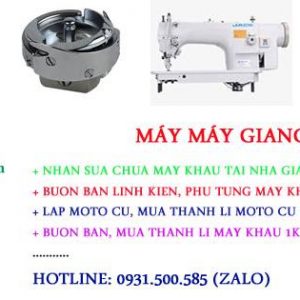 JACK
MÁY MÁY GIANG
n
+ NHAN SUA CHUA MAY KHAU TAI NHA GIA
+ BUON BAN LINH KIEN, PHU TUNG MAY KH
+ LAP MOTO CU, MUA THANH LI MOTO CU
+ BUON BAN, MUA THANH LI MAY KHAU 1K
...........
HOTLINE: 0931.500.585 (ZALO)